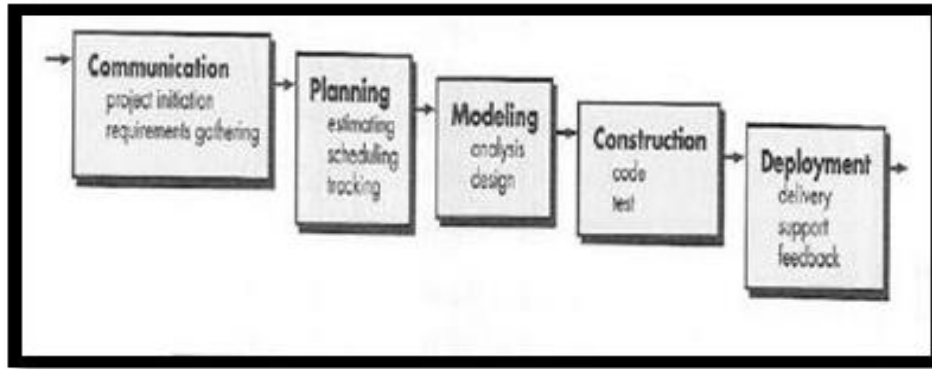 Communication
project initiation
requirements gathering
Planning
estimating
scheduling
tracking
Modeling
analysis
design
Construction
code
test
Deployment
delivery
support
feedback